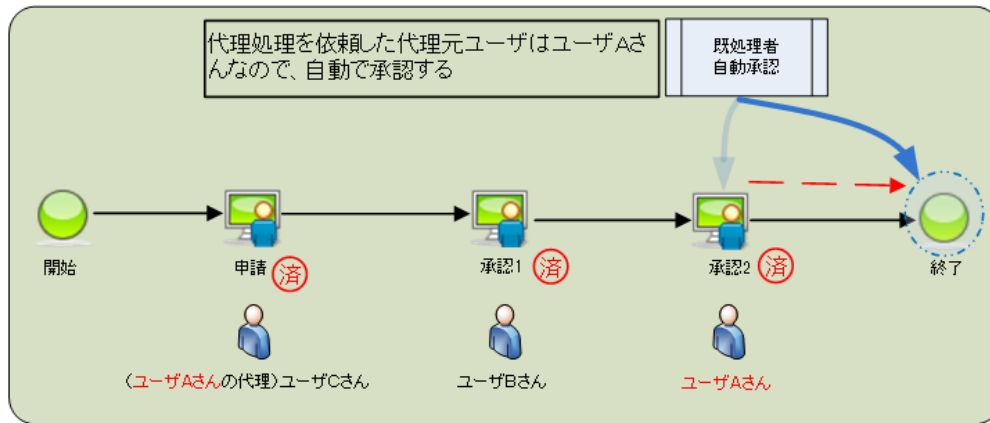 代理処理を依頼した代理元ユーザはユーザAさ
んなので、自動で承認する
既処理者
自動承認
開始
申請
済
承認1
済
承認2
済
終了
(ユーザAさんの代理)ユーザCさん
ユーザBさん
ユーザAさん